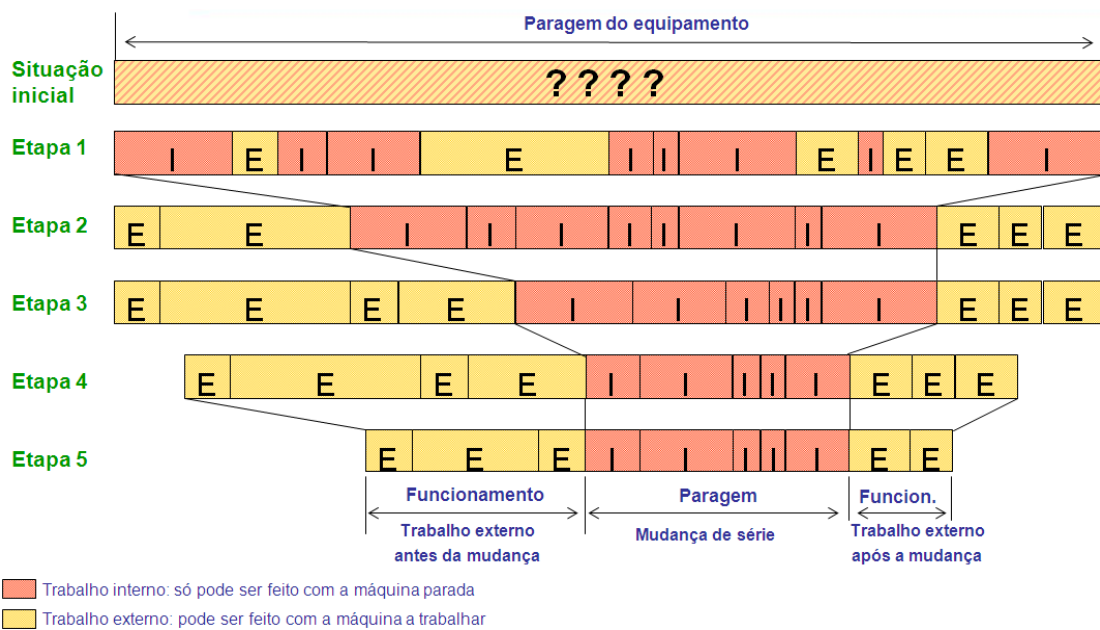 Paragem do equipamento
Situação
inicial
? ? ? ?
Etapa 1
I E I I E I I I E I E E I
Etapa 2
E E I I I I I I I I E E E
Etapa 3
E E E E I I I I I I E E E
Etapa 4
E E E E I I I I I E E E
Etapa 5
E E E I I I I I E E
Funcionamento
Paragem
Funcion.
Trabalho externo
antes da mudança
Mudança de série
Trabalho externo
após a mudança
Trabalho interno: só pode ser feito com a máquina parada
Trabalho externo: pode ser feito com a máquina a trabalhar